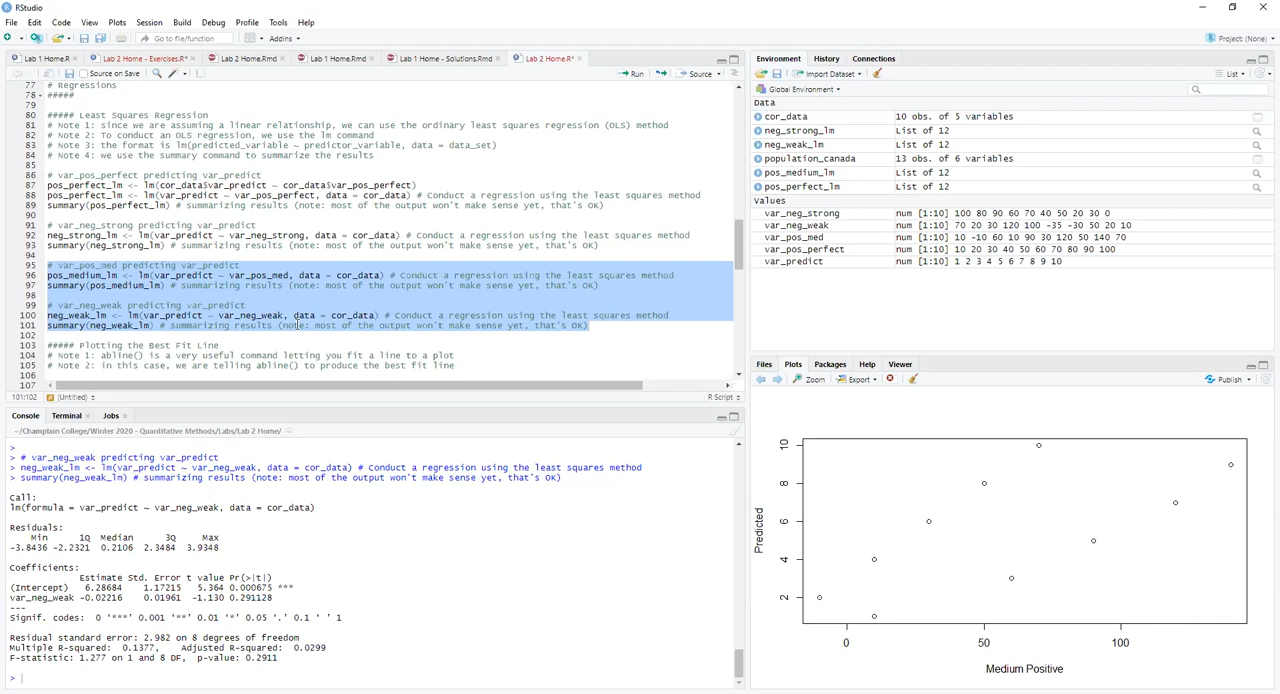 RStudio
File Edit Code View Plots Session Build Debug Profile Tools Help
Go to file/function Addins
Project: (None)
Lab 1 Home.R Lab 2 Home - Exercises.R* Lab 2 Home.Rmd Lab 1 Home.Rmd Lab 1 - Solutions.Rmd Lab 2 Home.R*
Source on Save Run Source
77 # Regressions
78 #####
79
80 ##### Least Squares Regression
81 # Note 1: since we are assuming a linear relationship, we can use the ordinary least squares regression (OLS) method
82 # Note 2: To conduct an OLS regression, we use the lm command
83 # Note 3: the format is lm(predicted_variable ~ predictor_variable, data = data_set)
84 # Note 4: we use the summary command to summarize the results
85
86 # var_pos_perfect predicting var_predict
87 pos_perfect_lm <- lm(cor_data$var_predict ~ cor_data$var_pos_perfect)
88 pos_perfect_lm <- lm(var_predict ~ var_pos_perfect, data = cor_data) # Conduct a regression using the least squares method
89 summary(pos_perfect_lm) # summarizing results (note: most of the output won't make sense yet, that's OK)
90
91 # var_neg_strong predicting var_predict
92 neg_strong_lm <- lm(var_predict ~ var_neg_strong, data = cor_data) # Conduct a regression using the least squares method
93 summary(neg_strong_lm) # summarizing results (note: most of the output won't make sense yet, that's OK)
94
95 # var_pos_med predicting var_predict
96 pos_medium_lm <- lm(var_predict ~ var_pos_med, data = cor_data) # Conduct a regression using the least squares method
97 summary(pos_medium_lm) # summarizing results (note: most of the output won't make sense yet, that's OK)
98
99 # var_neg_weak predicting var_predict
100 neg_weak_lm <- lm(var_predict ~ var_neg_weak, data = cor_data) # Conduct a regression using the least squares method
101 summary(neg_weak_lm) # summarizing results (note: most of the output won't make sense yet, that's OK)
102
103 ##### Plotting the Best Fit Line
104 # Note 1: abline() is a very useful command letting you fit a line to a plot
105 # Note 2: in this case, we are telling abline() to produce the best fit line
106
107
101:102 (Untitled) R Script
Console Terminal Jobs
~/Champlain College/Winter 2020 - Quantitative Methods/Labs/Lab 2 Home/
>
> # var_neg_weak predicting var_predict
> neg_weak_lm <- lm(var_predict ~ var_neg_weak, data = cor_data) # Conduct a regression using the least squares method
> summary(neg_weak_lm) # summarizing results (note: most of the output won't make sense yet, that's OK)
Call:
lm(formula = var_predict ~ var_neg_weak, data = cor_data)
Residuals:
Min 1Q Median 3Q Max
-3.8436 -2.2321 0.2106 2.3484 3.9348
Coefficients:
Estimate Std. Error t value Pr(>|t|)
(Intercept) 6.28684 1.17215 5.364 0.000675 ***
var_neg_weak -0.02216 0.01961 -1.130 0.291128
---
Signif. codes: 0 '***' 0.001 '**' 0.01 '*' 0.05 '.' 0.1 ' ' 1
Residual standard error: 2.982 on 8 degrees of freedom
Multiple R-squared: 0.1377, Adjusted R-squared: 0.0299
F-statistic: 1.277 on 1 and 8 DF, p-value: 0.2911
>
Environment History Connections
Import Dataset List
Global Environment
Data
cor_data 10 obs. of 5 variables
neg_strong_lm List of 12
neg_weak_lm List of 12
population_canada 13 obs. of 6 variables
pos_medium_lm List of 12
pos_perfect_lm List of 12
Values
var_neg_strong num [1:10] 100 80 90 60 70 40 50 20 30 0
var_neg_weak num [1:10] 70 20 30 120 100 -35 -30 50 20 10
var_pos_med num [1:10] 10 -10 60 10 90 30 120 50 140 70
var_pos_perfect num [1:10] 10 20 30 40 50 60 70 80 90 100
var_predict num [1:10] 1 2 3 4 5 6 7 8 9 10
Files Plots Packages Help Viewer
Zoom Export Publish
10
8
6
4
2
Predicted
0 50 100
Medium Positive